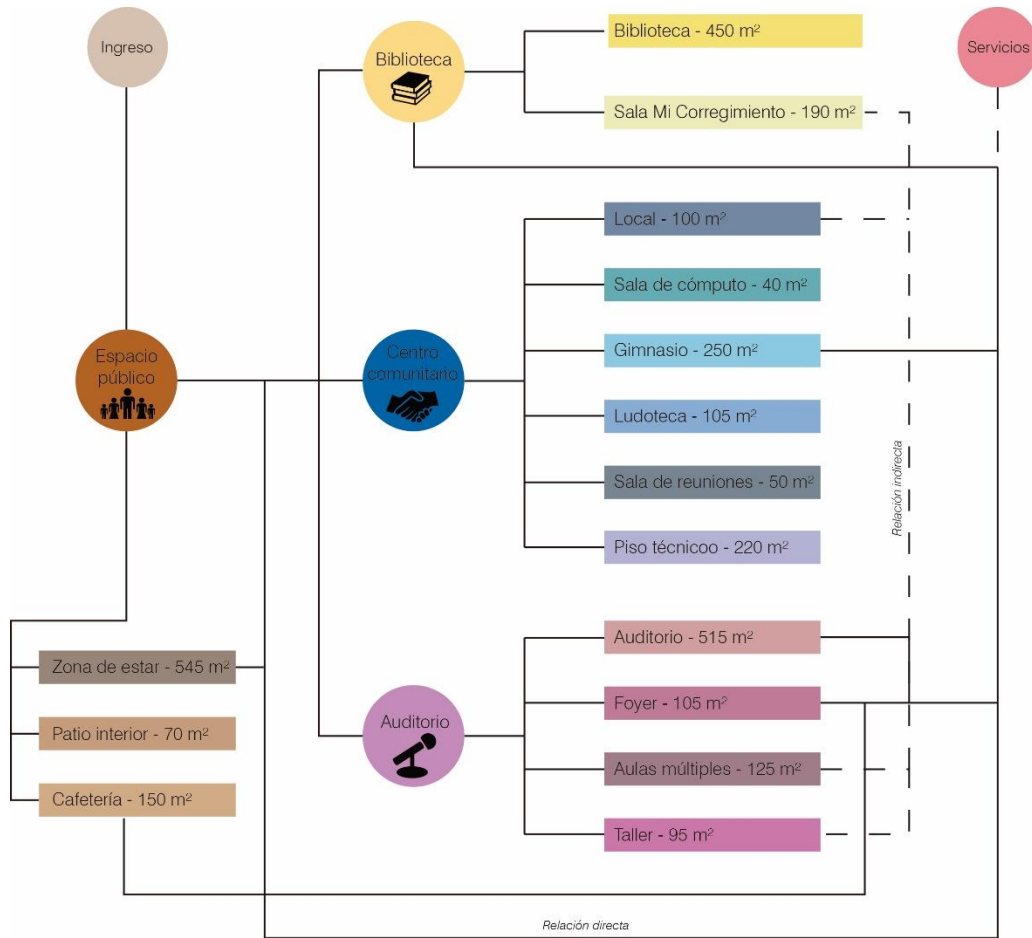 Ingreso
Biblioteca
Biblioteca - 450 m²
Servicios
Sala Mi Corregimiento - 190 m²
Local - 100 m²
Sala de cómputo - 40 m²
Espacio
público
Centro
comunitario
Gimnasio - 250 m²
Ludoteca - 105 m²
Relación indirecta
Sala de reuniones - 50 m²
Piso técnicoo - 220 m²
Auditorio - 515 m²
Zona de estar - 545 m²
Foyer - 105 m²
Patio interior - 70 m²
Auditorio
Aulas múltiples - 125 m²
Cafetería - 150 m²
Taller - 95 m²
Relación directa